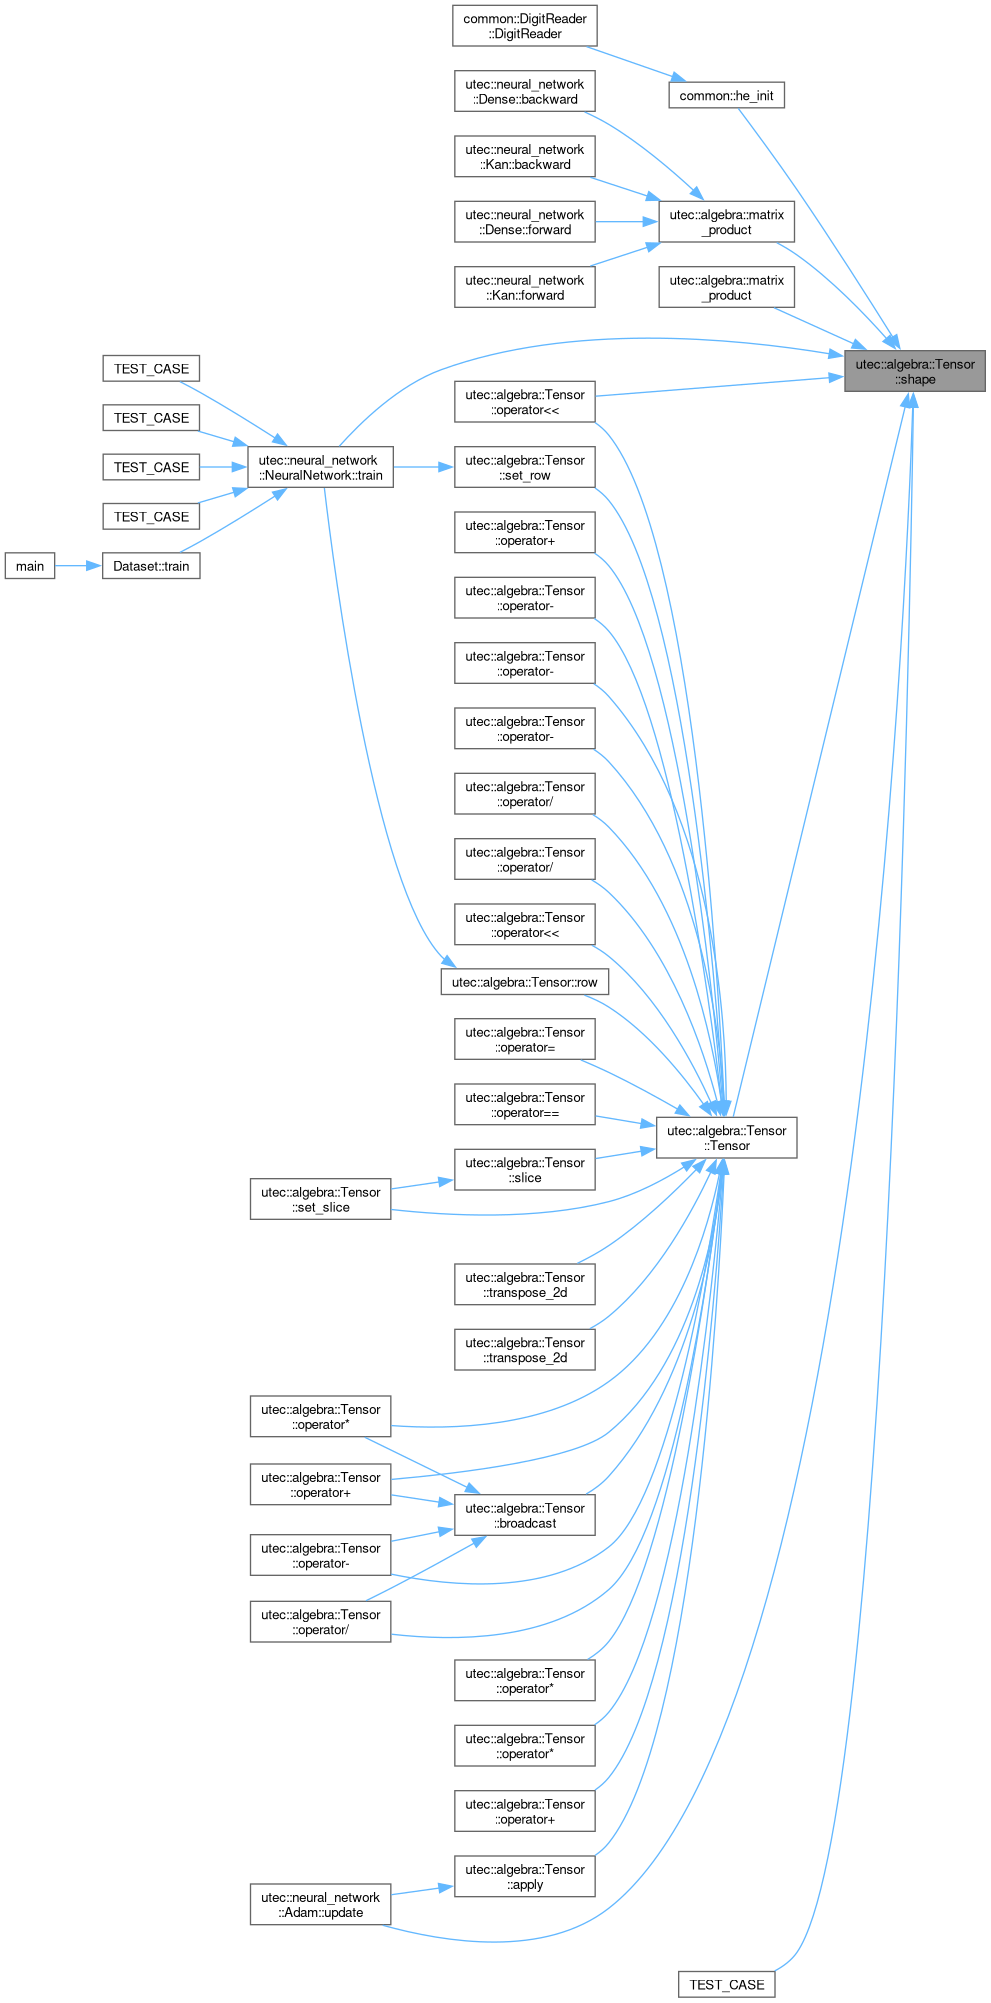 common::DigitReader
::DigitReader
utec::neural_network
::Dense::backward
common::he_init
utec::neural_network
::Kan::backward
utec::neural_network
::Dense::forward
utec::algebra::matrix
_product
utec::neural_network
::Kan::forward
utec::algebra::matrix
_product
utec::algebra::Tensor
::shape
TEST_CASE
utec::algebra::Tensor
::operator<<
TEST_CASE
utec::neural_network
::NeuralNetwork::train
utec::algebra::Tensor
::set_row
TEST_CASE
TEST_CASE
utec::algebra::Tensor
::operator+
main
Dataset::train
utec::algebra::Tensor
::operator-
utec::algebra::Tensor
::operator-
utec::algebra::Tensor
::operator-
utec::algebra::Tensor
::operator/
utec::algebra::Tensor
::operator/
utec::algebra::Tensor
::operator<<
utec::algebra::Tensor::row
utec::algebra::Tensor
::operator=
utec::algebra::Tensor
::operator==
utec::algebra::Tensor
::Tensor
utec::algebra::Tensor
::slice
utec::algebra::Tensor
::set_slice
utec::algebra::Tensor
::transpose_2d
utec::algebra::Tensor
::transpose_2d
utec::algebra::Tensor
::operator*
utec::algebra::Tensor
::operator+
utec::algebra::Tensor
::broadcast
utec::algebra::Tensor
::operator-
utec::algebra::Tensor
::operator/
utec::algebra::Tensor
::operator*
utec::algebra::Tensor
::operator*
utec::algebra::Tensor
::operator+
utec::algebra::Tensor
::apply
utec::neural_network
::Adam::update
TEST_CASE